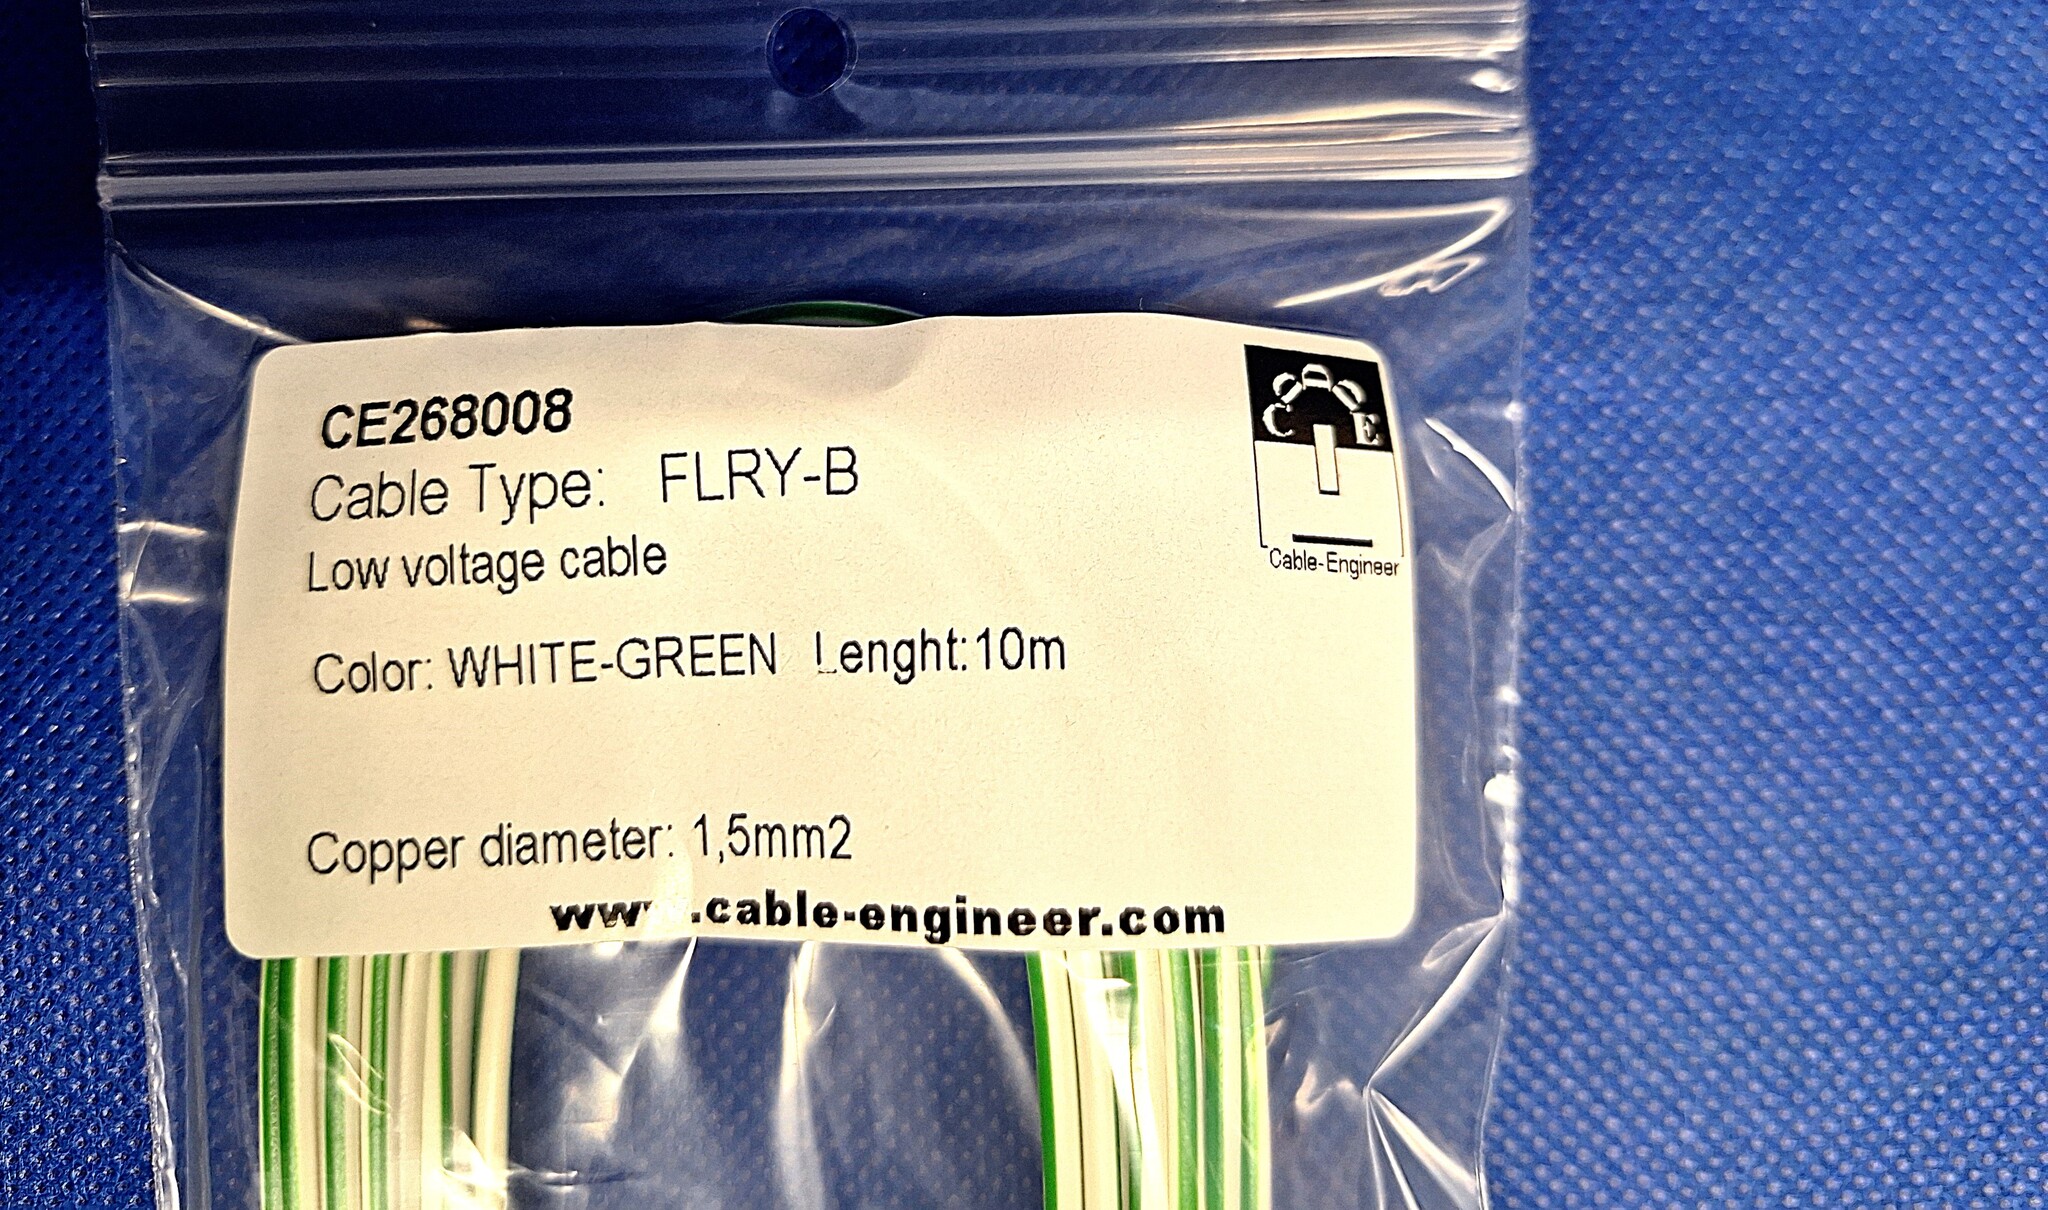 CE268008
Cable Type: FLRY-B
Low voltage cable
Color: WHITE-GREEN Lenght:10m
Copper diameter: 1,5mm2
www.cable-engineer.com
C E
Cable-Engineer